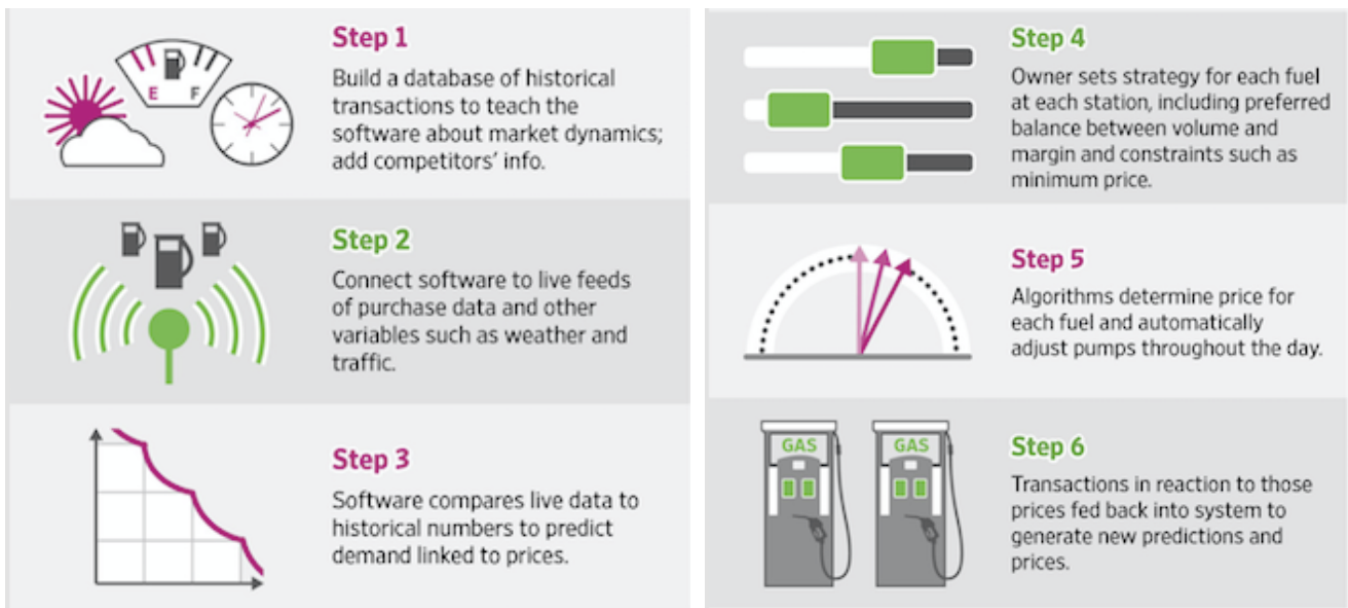 E F
Step 1
Build a database of historical
transactions to teach the
software about market dynamics;
add competitors’ info.
Step 2
Connect software to live feeds
of purchase data and other
variables such as weather and
traffic.
Step 3
Software compares live data to
historical numbers to predict
demand linked to prices.
Step 4
Owner sets strategy for each fuel
at each station, including preferred
balance between volume and
margin and constraints such as
minimum price.
Step 5
Algorithms determine price for
each fuel and automatically
adjust pumps throughout the day.
GAS GAS
Step 6
Transactions in reaction to those
prices fed back into system to
generate new predictions and
prices.